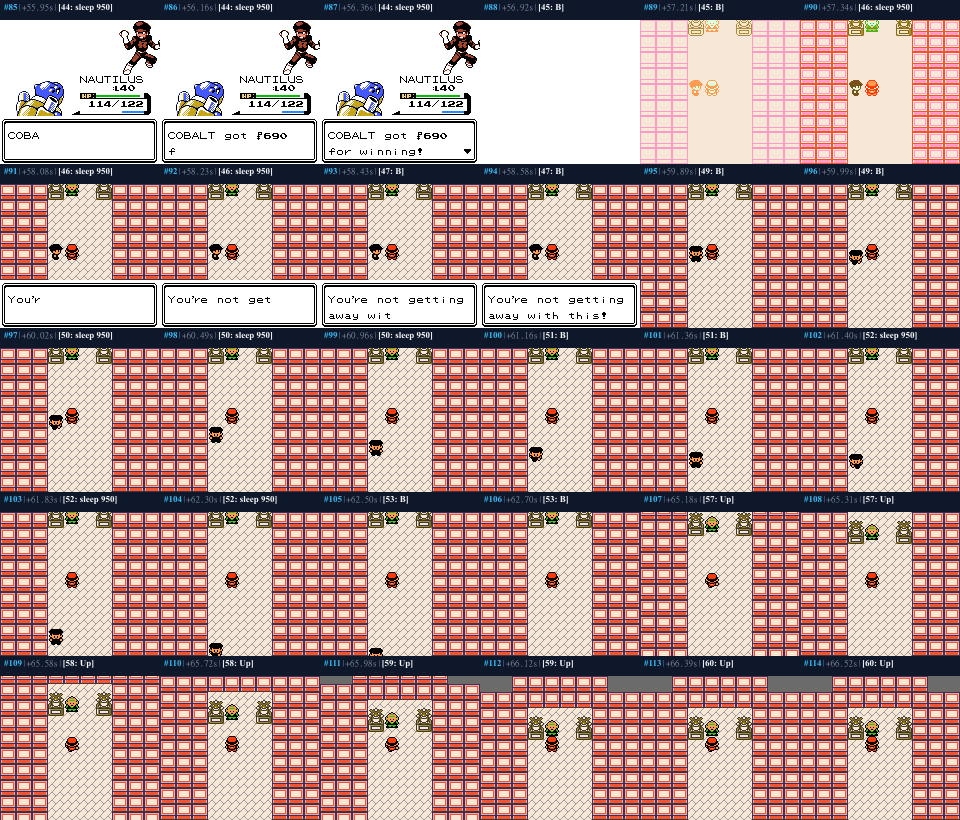 #85|+55.95s|[44: sleep 950]
#86|+56.16s|[44: sleep 950]
#87|+56.36s|[44: sleep 950]
#88|+56.92s|[45: B]
#89|+57.21s|[45: B]
#90|+57.34s|[46: sleep 950]
NAUTILUS
:L40
HP:
114/122
COBA
NAUTILUS
:L40
HP:
114/122
COBALT got ₽690
f
NAUTILUS
:L40
HP:
114/122
COBALT got ₽690
for winning!
#91|+58.08s|[46: sleep 950]
#92|+58.23s|[46: sleep 950]
#93|+58.43s|[47: B]
#94|+58.58s|[47: B]
#95|+59.89s|[49: B]
#96|+59.99s|[49: B]
You'r
You're not get
You're not getting
away wit
You're not getting
away with this!
#97|+60.02s|[50: sleep 950]
#98|+60.49s|[50: sleep 950]
#99|+60.96s|[50: sleep 950]
#100|+61.16s|[51: B]
#101|+61.36s|[51: B]
#102|+61.40s|[52: sleep 950]
#103|+61.83s|[52: sleep 950]
#104|+62.30s|[52: sleep 950]
#105|+62.50s|[53: B]
#106|+62.70s|[53: B]
#107|+65.18s|[57: Up]
#108|+65.31s|[57: Up]
#109|+65.58s|[58: Up]
#110|+65.72s|[58: Up]
#111|+65.98s|[59: Up]
#112|+66.12s|[59: Up]
#113|+66.39s|[60: Up]
#114|+66.52s|[60: Up]